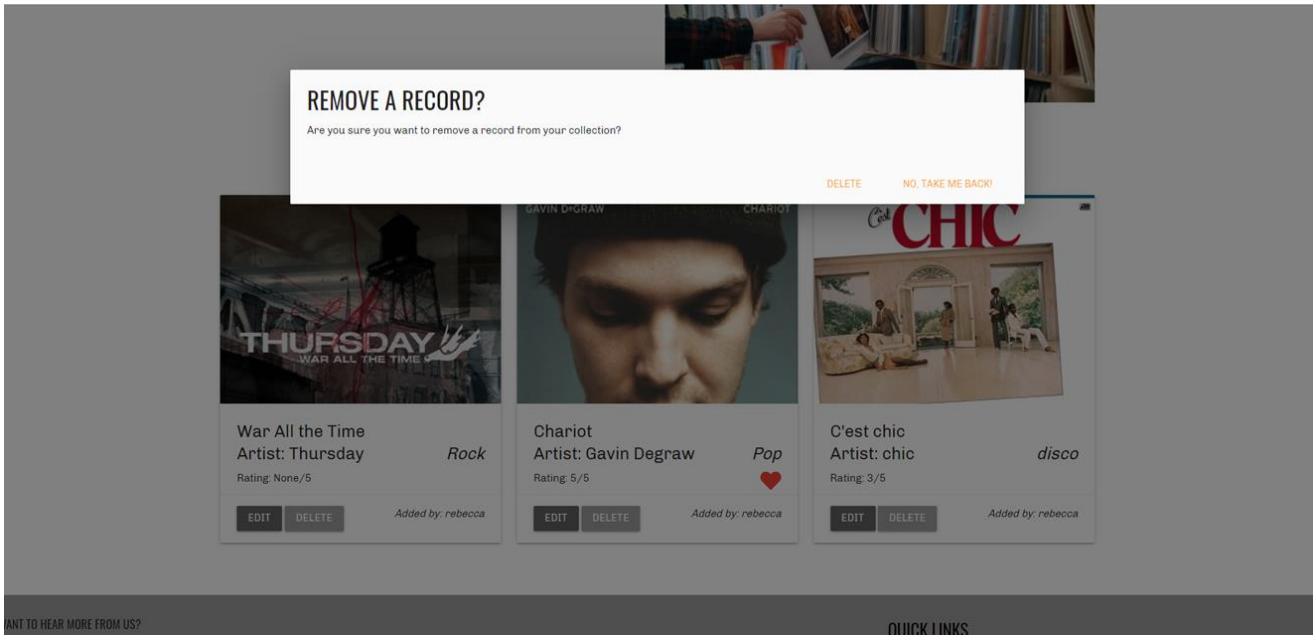 REMOVE A RECORD?
Are you sure you want to remove a record from your collection?
DELETE NO, TAKE ME BACK!
THURSDAY
WAR ALL THE TIME
GAVIN DEGRAW CHARIOT
C'est CHIC
War All the Time
Artist: Thursday Rock
Rating: None/5
EDIT DELETE Added by: rebecca
Chariot
Artist: Gavin Degraw Pop
Rating: 5/5
EDIT DELETE Added by: rebecca
C'est chic
Artist: chic disco
Rating: 3/5
EDIT DELETE Added by: rebecca
WANT TO HEAR MORE FROM US?
QUICK LINKS